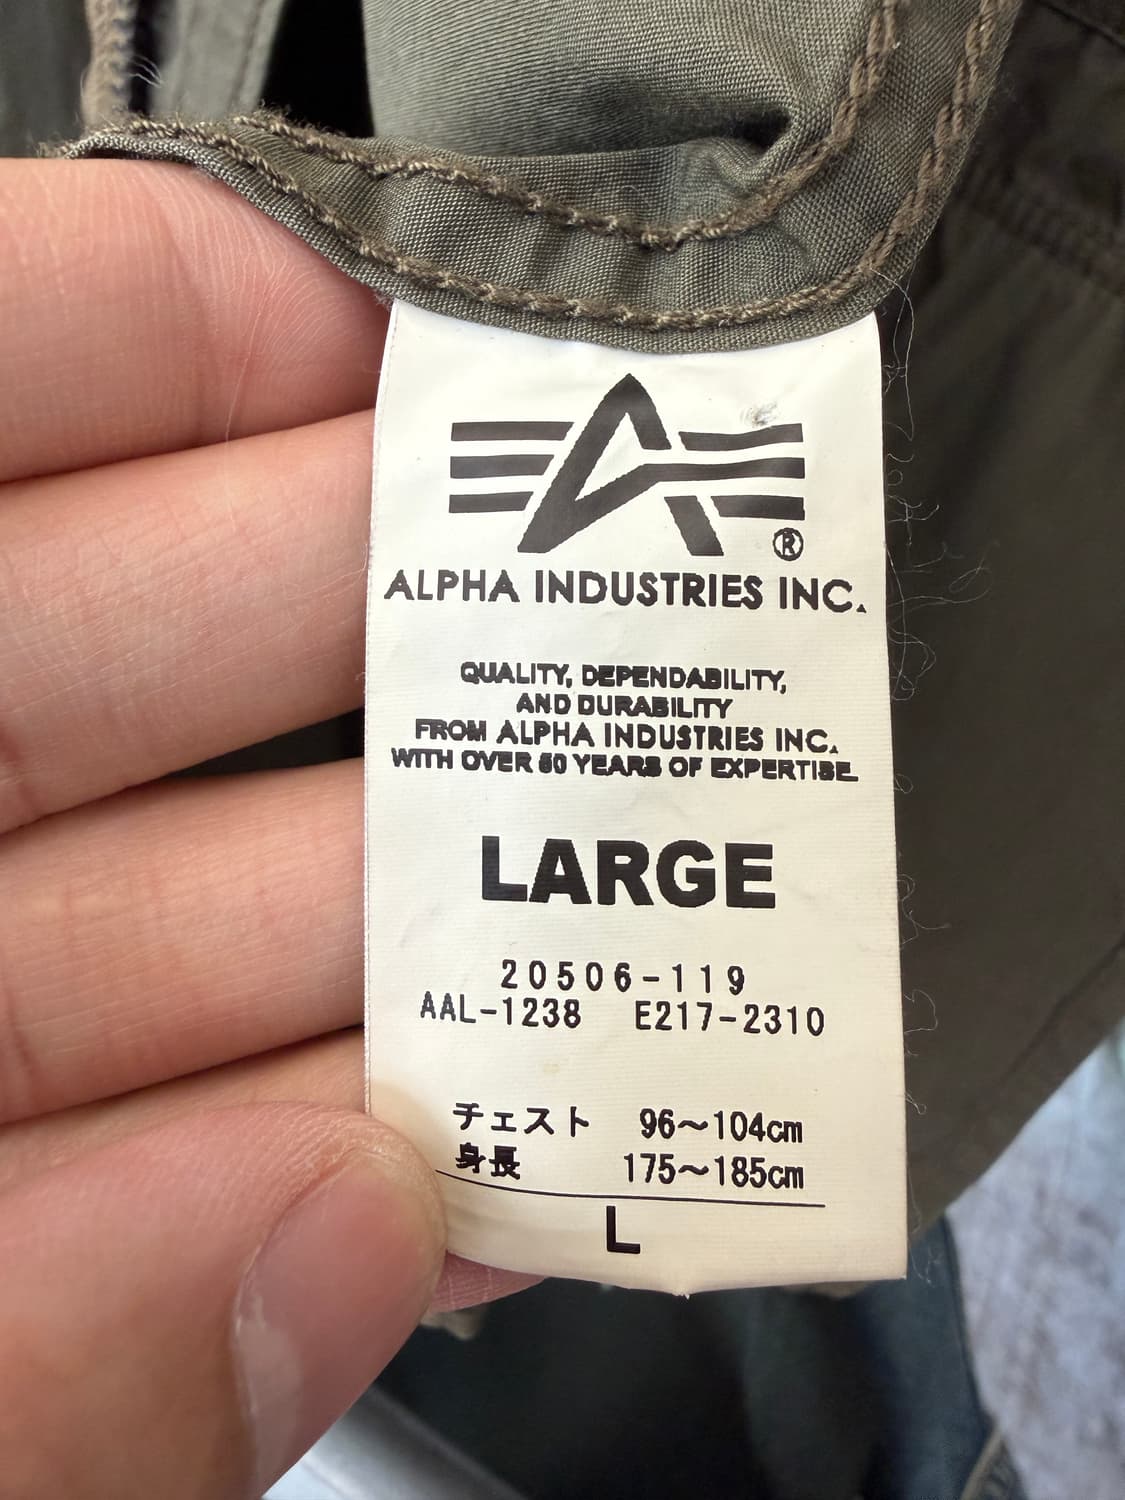 ®
ALPHA INDUSTRIES INC.
QUALITY, DEPENDABILITY,
AND DURABILITY
FROM ALPHA INDUSTRIES INC.
WITH OVER 50 YEARS OF EXPERTISE
LARGE
20506-119
AAL-1238 E217-2310
チェスト 96～104cm
身長 175～185cm
L